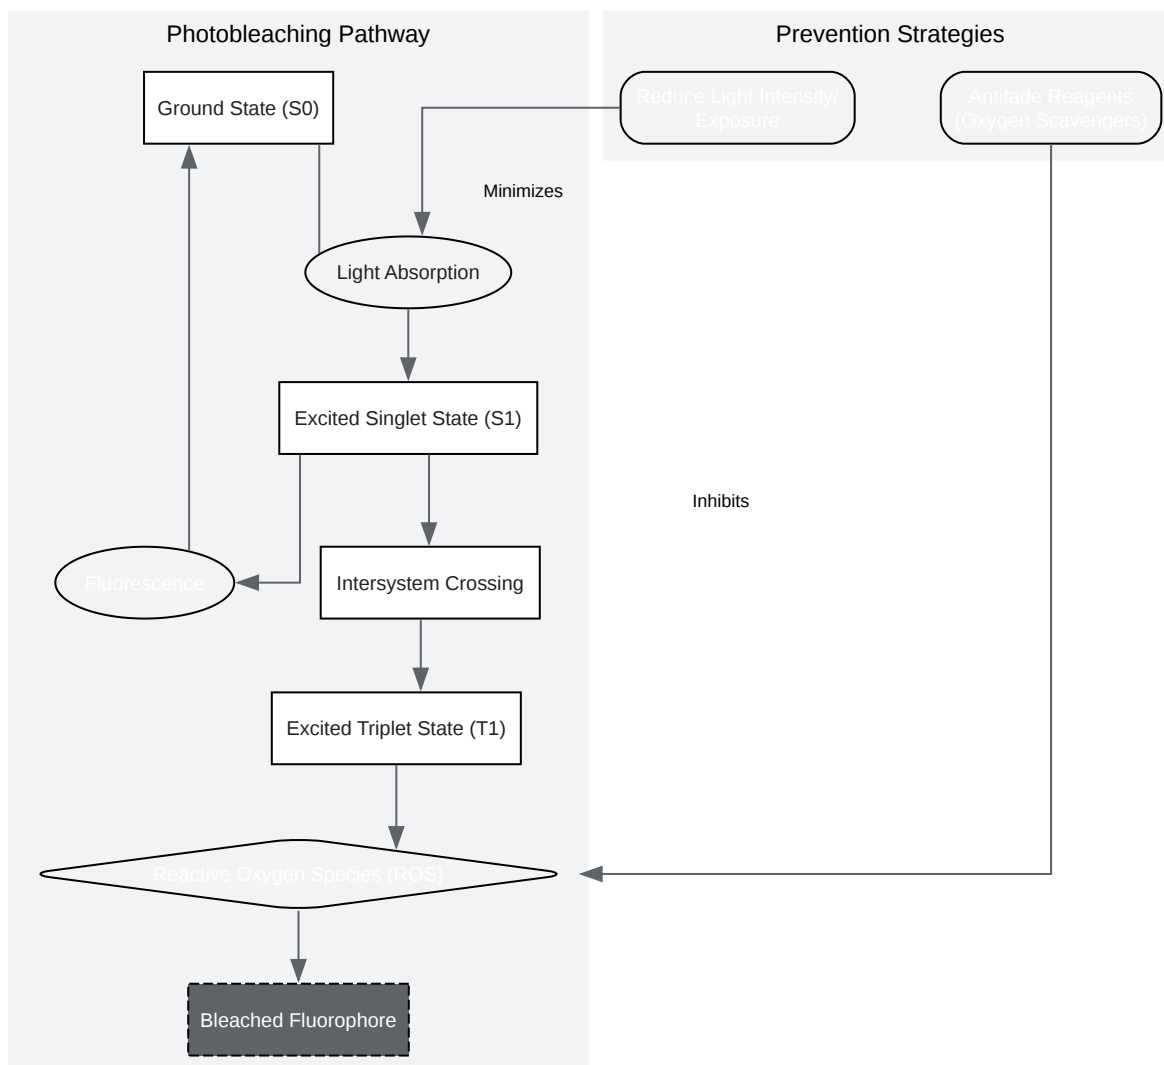 Photobleaching Pathway
Prevention Strategies
Ground State (S0)
Reduce Light Intensity/
Exposure
Antifade Reagents
(Oxygen Scavengers)
Minimizes
Light Absorption
Excited Singlet State (S1)
Inhibits
Fluorescence
Intersystem Crossing
Excited Triplet State (T1)
Reactive Oxygen Species (ROS)
Bleached Fluorophore